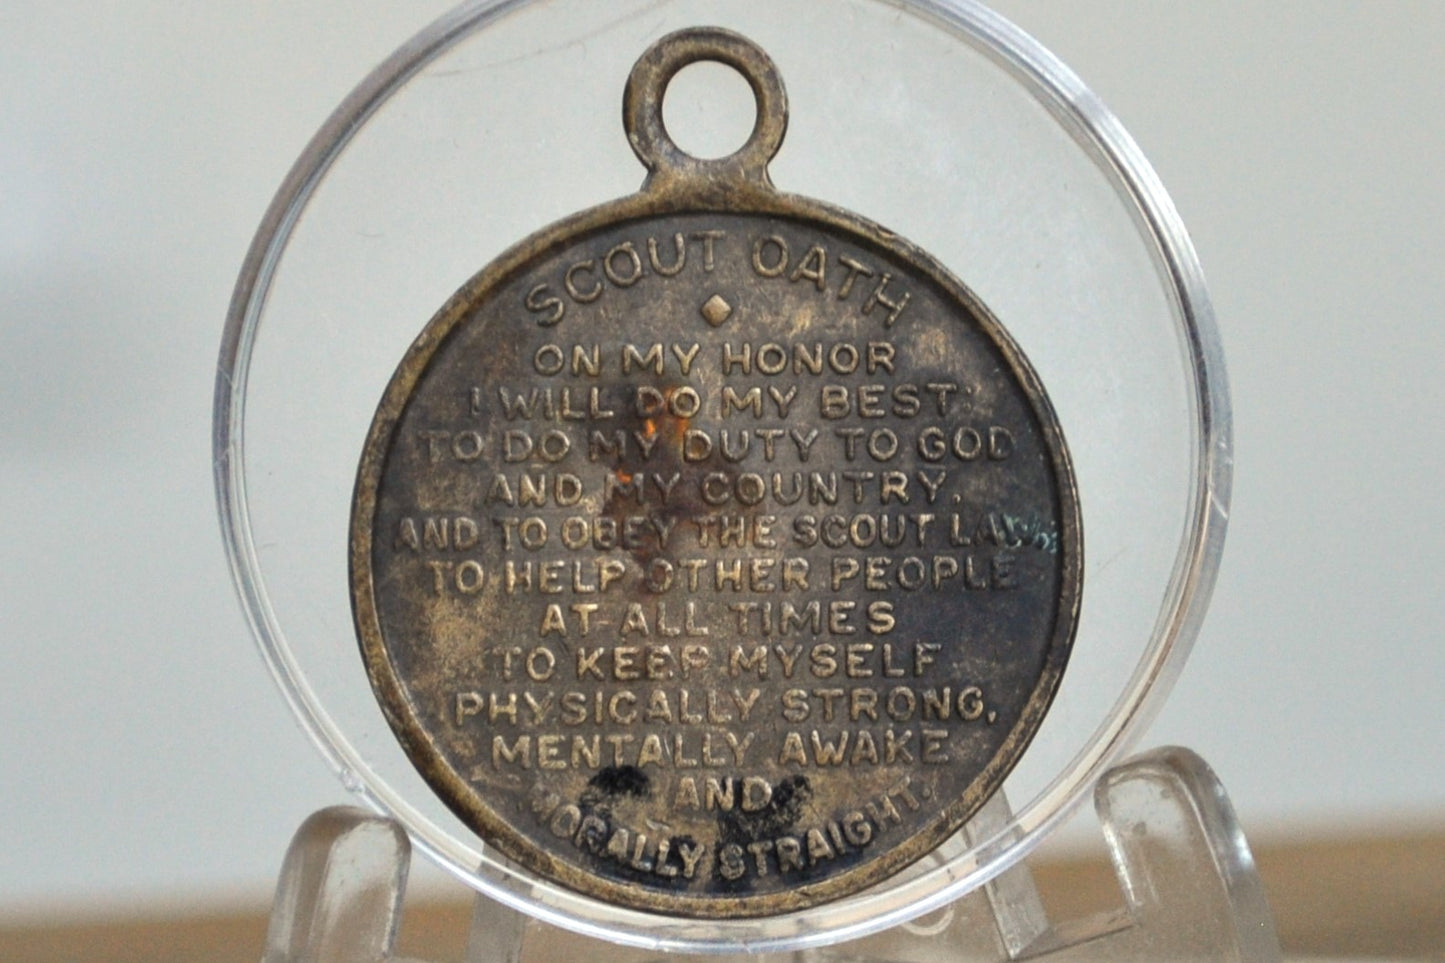 SCOUT OATH
ON MY HONOR
I WILL DO MY BEST:
TO DO MY DUTY TO GOD
AND MY COUNTRY,
AND TO OBEY THE SCOUT LAW;
TO HELP OTHER PEOPLE
AT ALL TIMES
TO KEEP MYSELF
PHYSICALLY STRONG,
MENTALLY AWAKE
AND
MORALLY STRAIGHT.